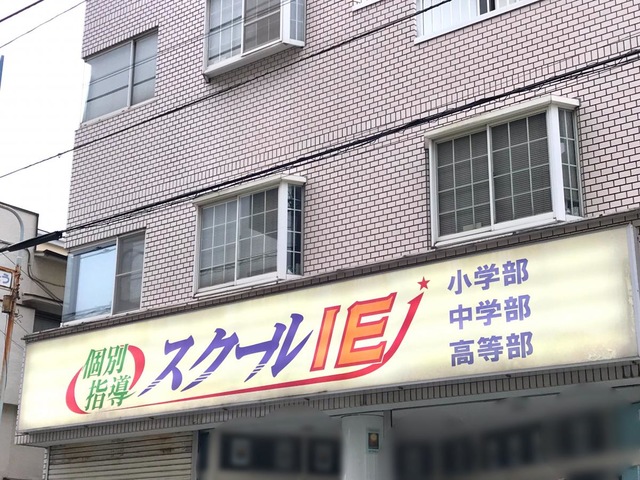 個別
指導
スクールIE
小学部
中学部
高等部